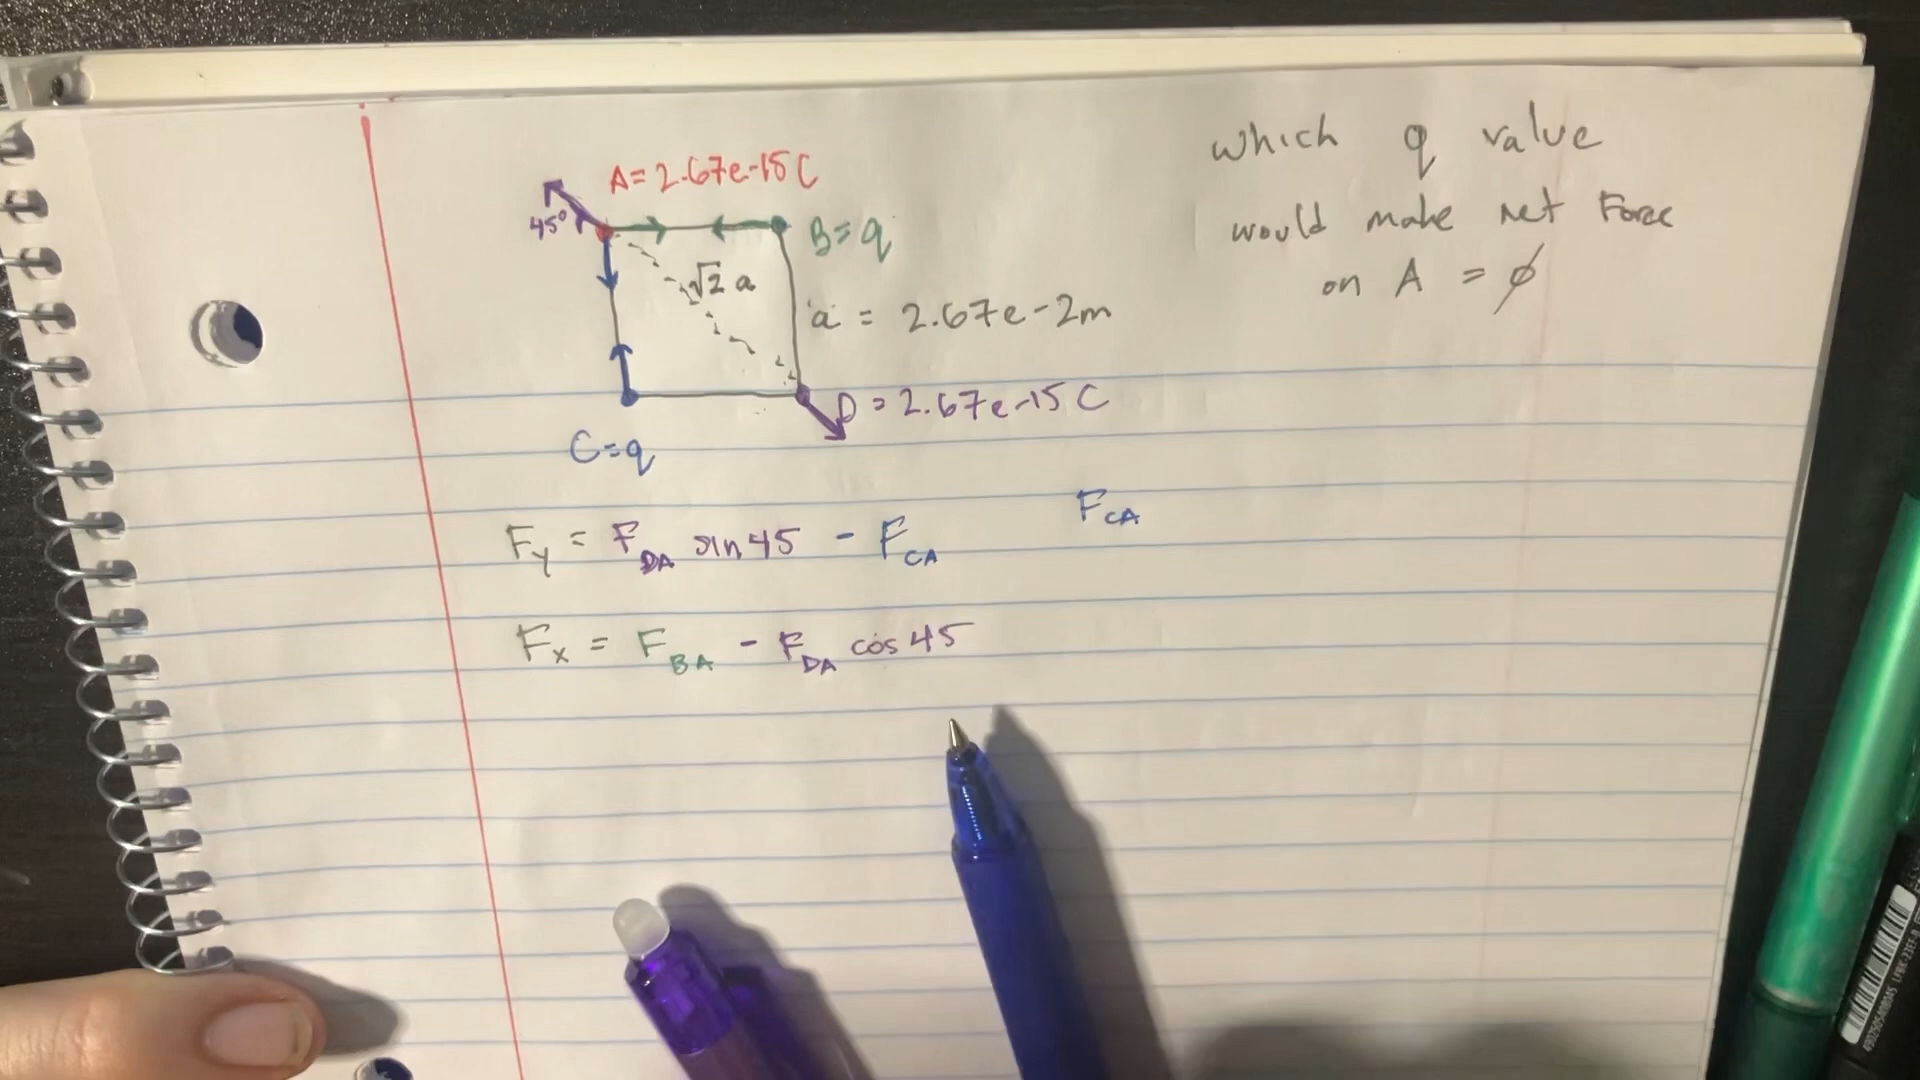 which q value
would make net Force
on A = ∅
A = 2.67e-15C
45°
B = q
√2 a
a = 2.67e-2m
D = 2.67e-15 C
C = q
F_CA
F_y = F_DA sin 45 - F_CA
F_x = F_BA - F_DA cos 45